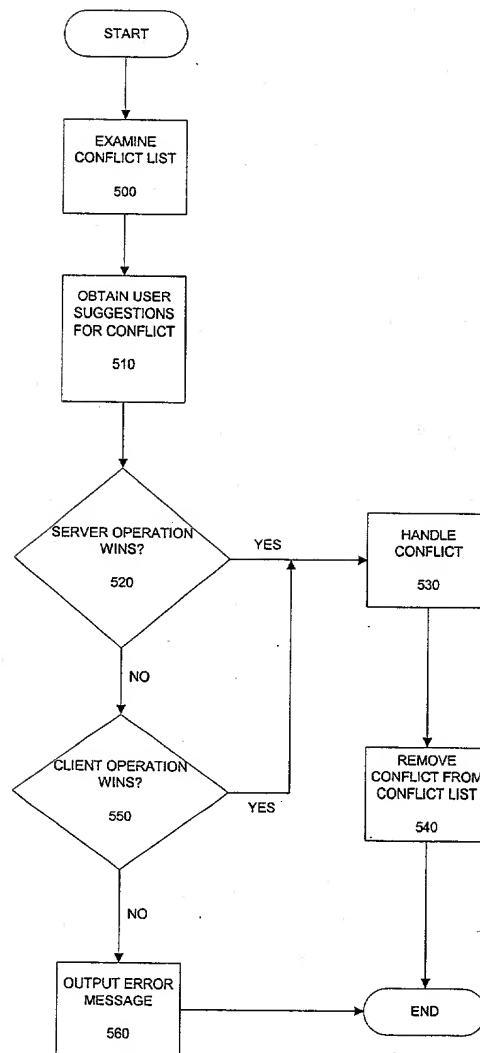 START
EXAMINE
CONFLICT LIST
500
OBTAIN USER
SUGGESTIONS
FOR CONFLICT
510
SERVER OPERATION
WINS?
520
YES
HANDLE
CONFLICT
530
NO
CLIENT OPERATION
WINS?
550
YES
REMOVE
CONFLICT FROM
CONFLICT LIST
540
NO
OUTPUT ERROR
MESSAGE
560
END